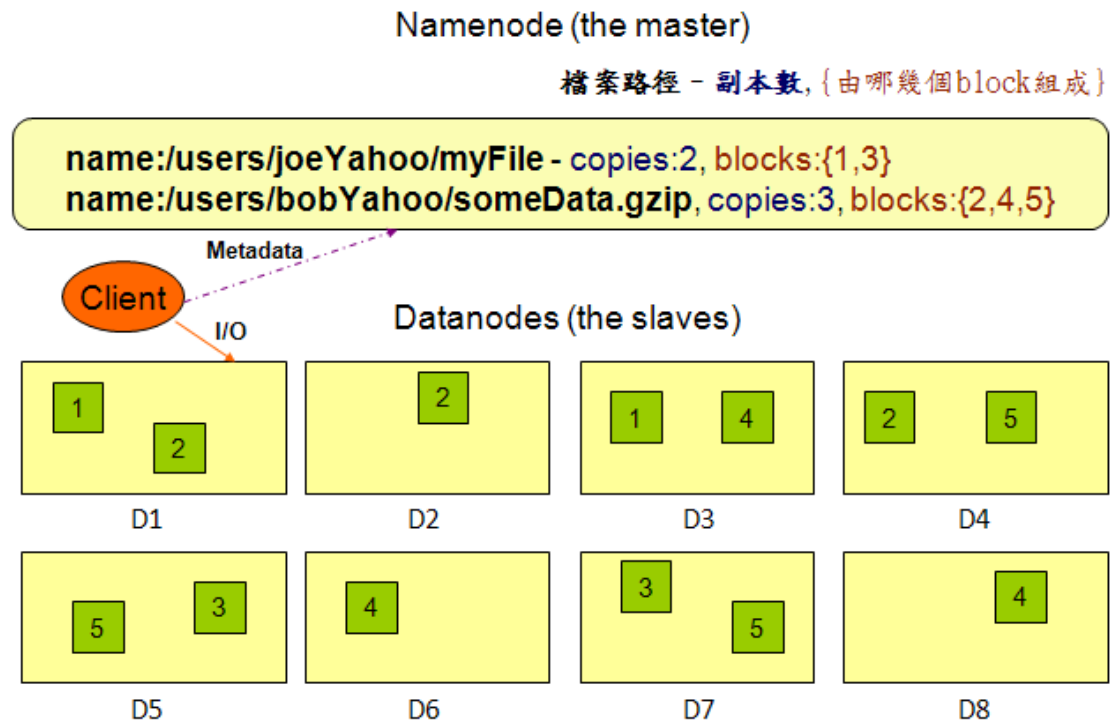 Namenode (the master)
檔案路徑 - 副本數, {由哪幾個block組成}
name:/users/joeYahoo/myFile - copies:2, blocks:{1,3}
name:/users/bobYahoo/someData.gzip, copies:3, blocks:{2,4,5}
Metadata
Client
I/O
Datanodes (the slaves)
1
2
2
1
4
2
5
D1
D2
D3
D4
5
3
4
3
5
4
D5
D6
D7
D8